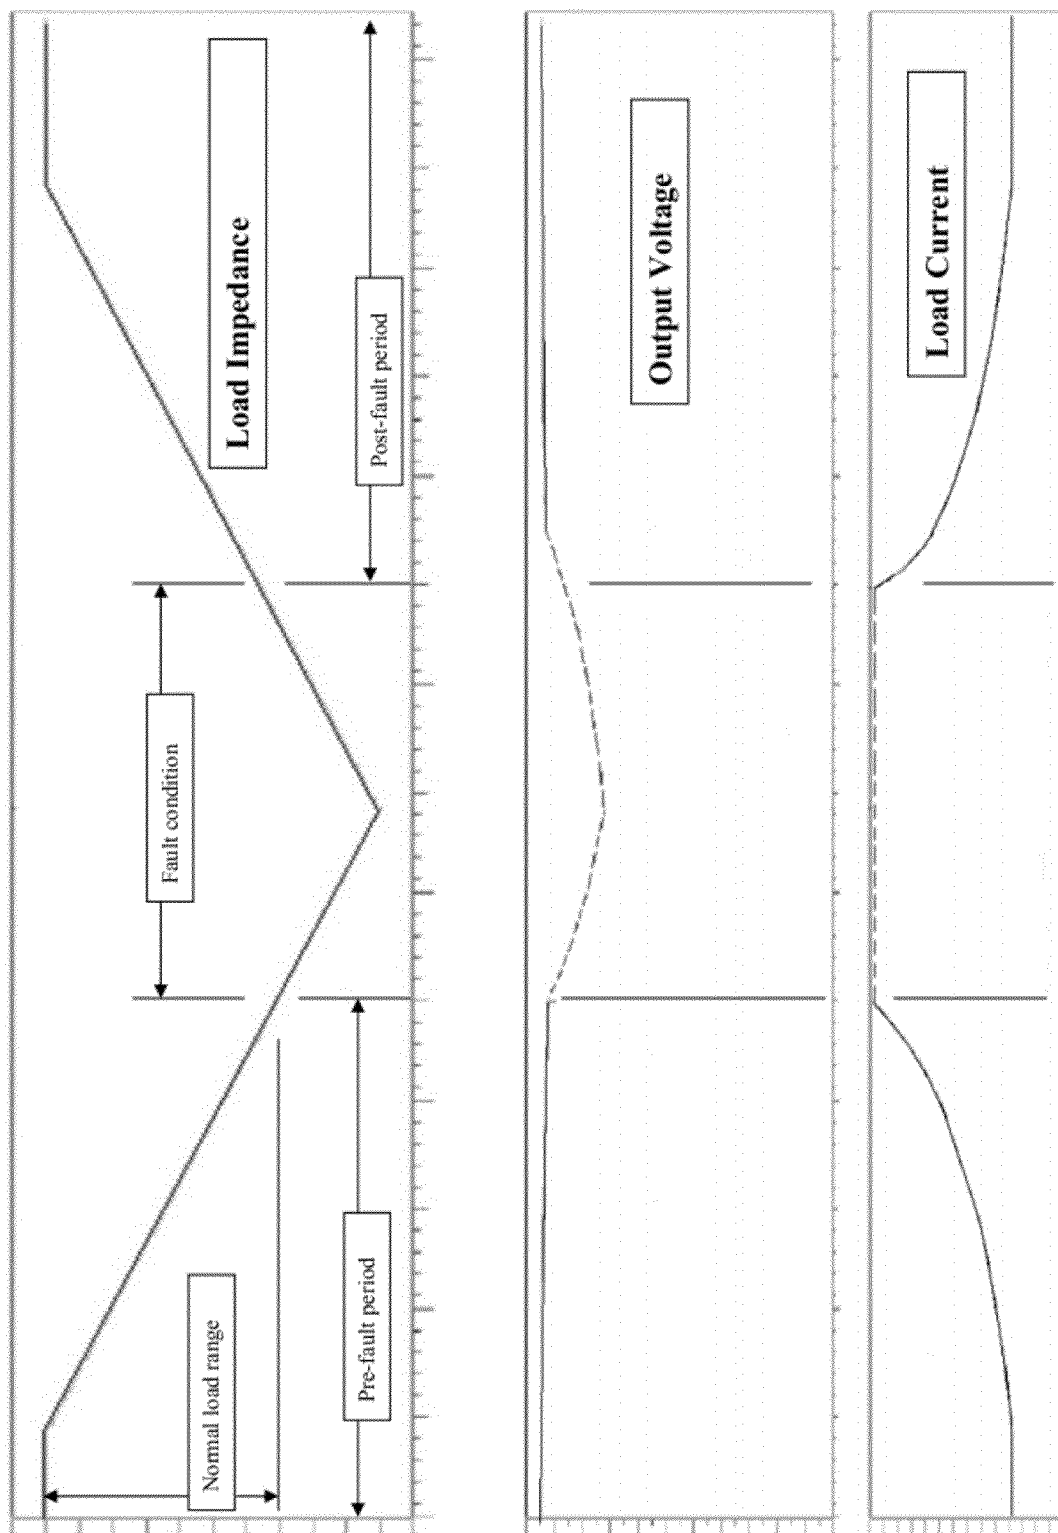 Load Impedance
Post-fault period
Fault condition
Normal load range
Pre-fault period
Output Voltage
Load Current